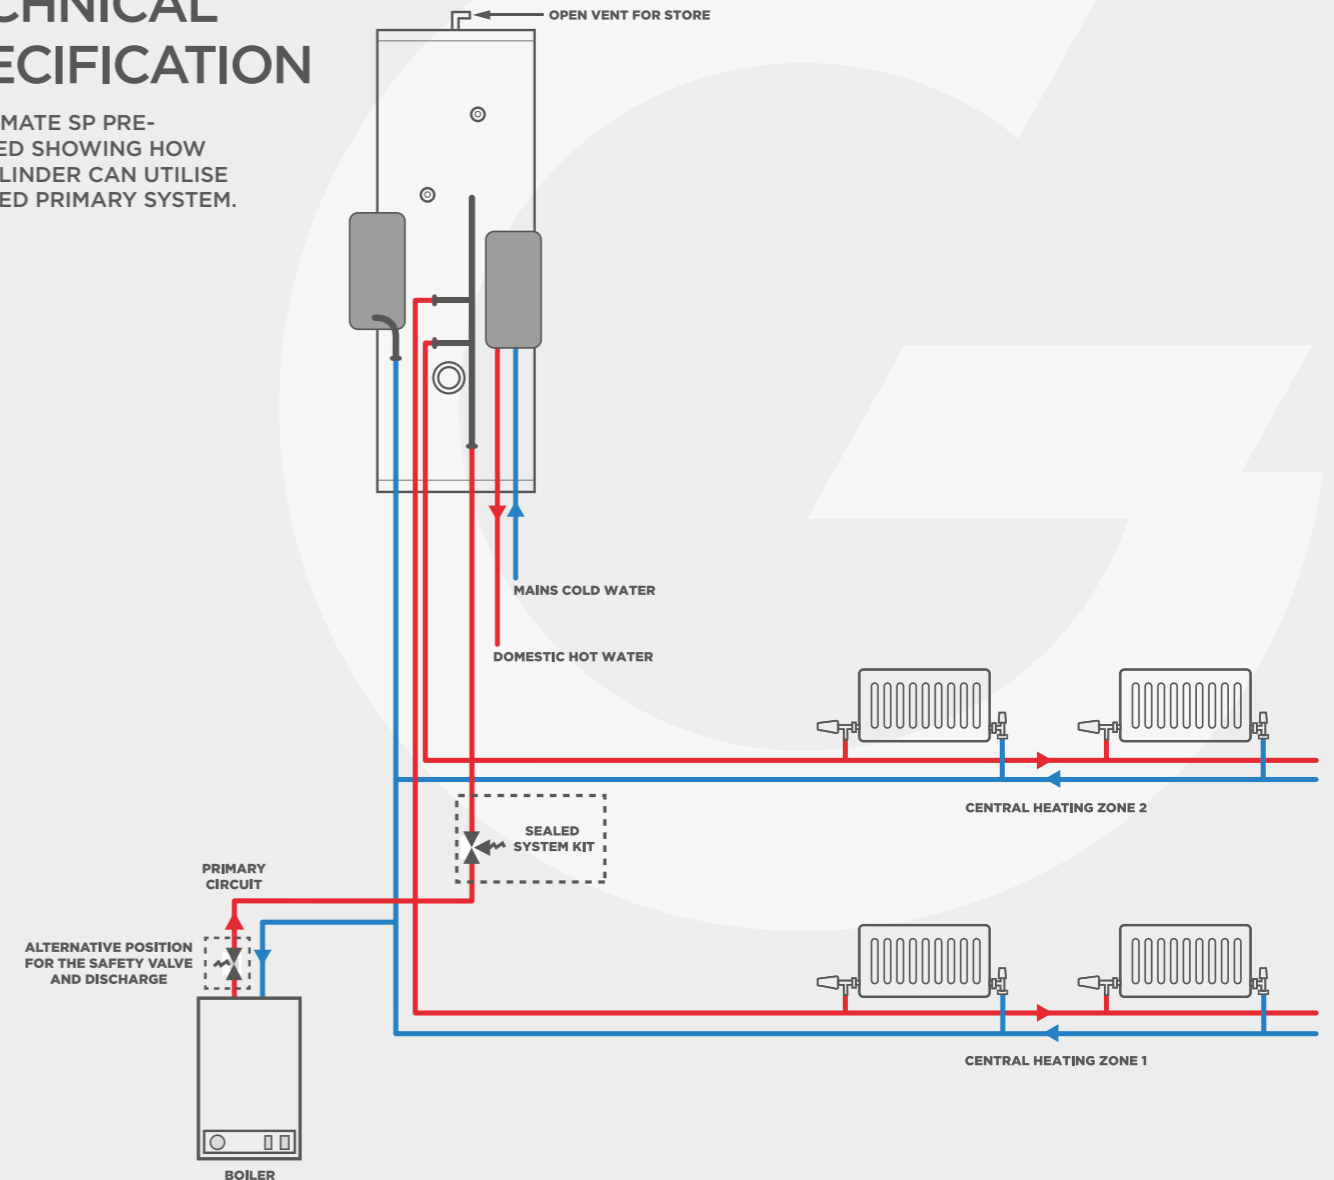 CHNICAL
ECIFICATION
MATE SP PRE-
ED SHOWING HOW
LINDER CAN UTILISE
ED PRIMARY SYSTEM.
OPEN VENT FOR STORE
MAINS COLD WATER
DOMESTIC HOT WATER
CENTRAL HEATING ZONE 2
SEALED
SYSTEM KIT
PRIMARY
CIRCUIT
ALTERNATIVE POSITION
FOR THE SAFETY VALVE
AND DISCHARGE
CENTRAL HEATING ZONE 1
BOILER